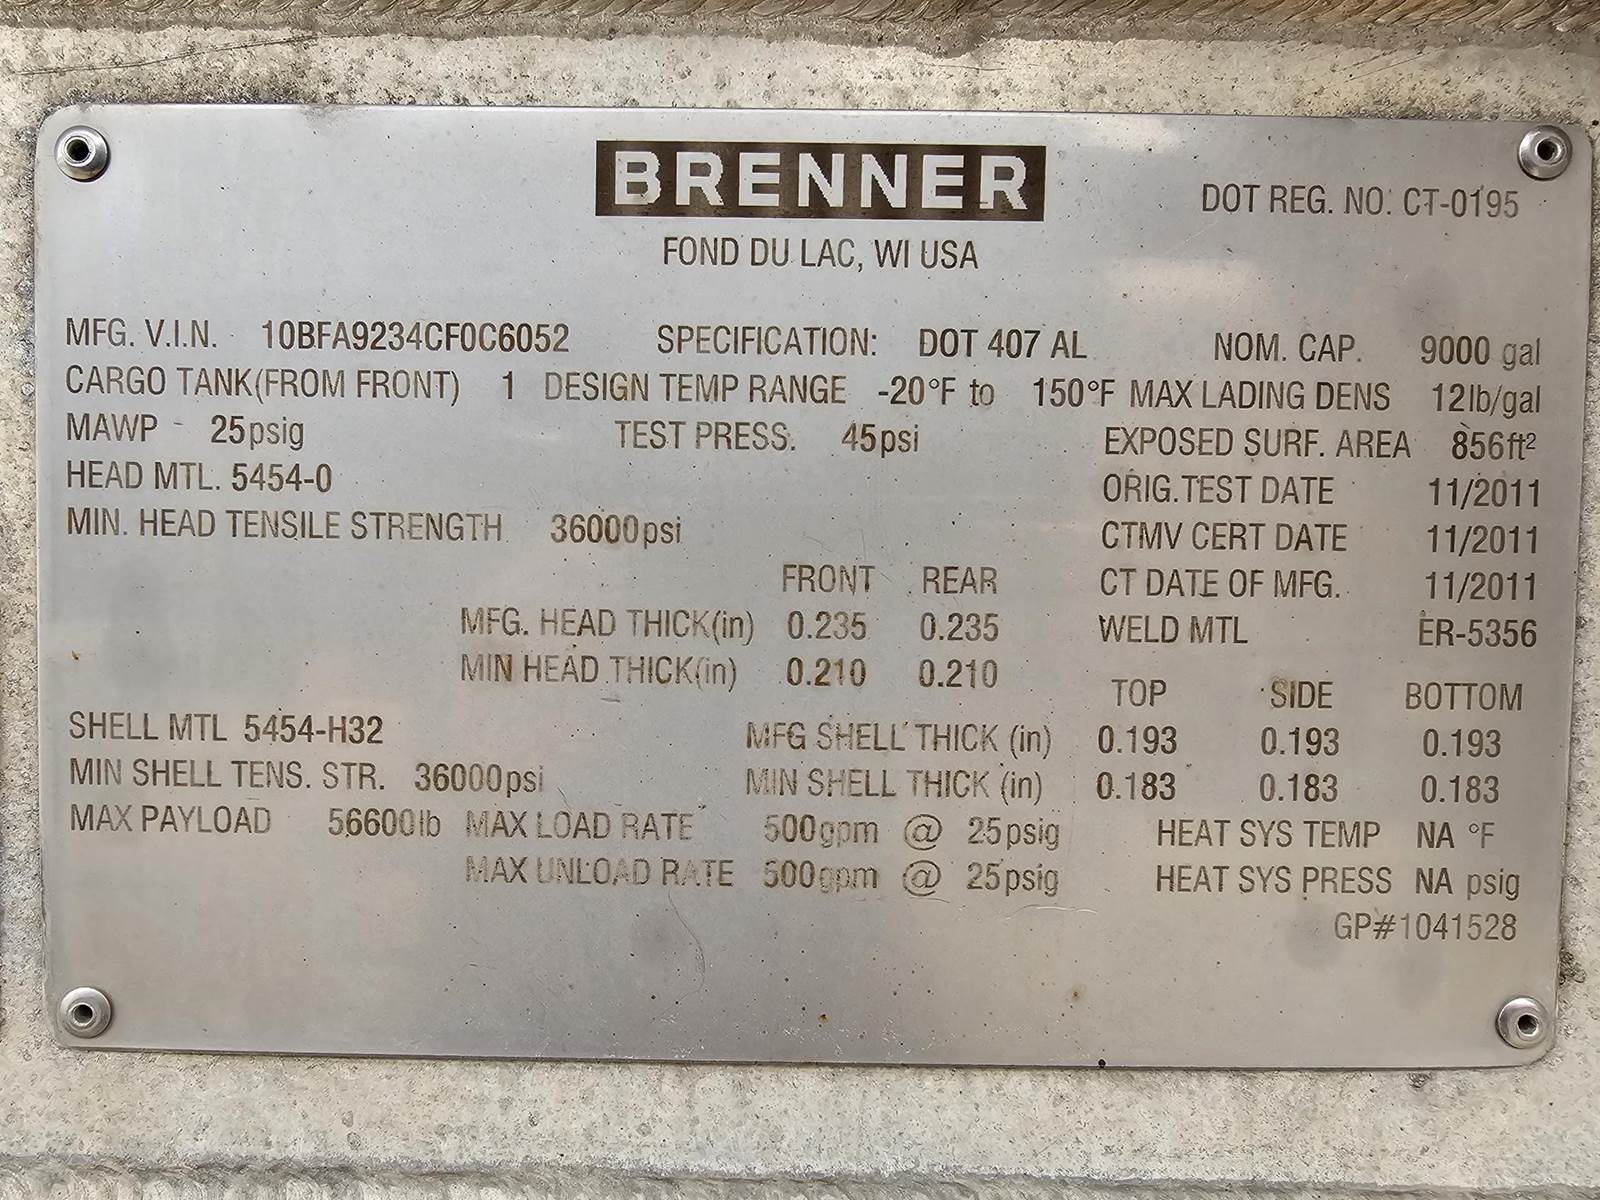 BRENNER
DOT REG. NO. CT-0195
FOND DU LAC, WI USA
MFG. V.I.N. 10BFA9234CF0C6052 SPECIFICATION: DOT 407 AL NOM. CAP. 9000 gal
CARGO TANK(FROM FRONT) 1 DESIGN TEMP RANGE -20°F to 150°F MAX LADING DENS 12lb/gal
MAWP 25psig TEST PRESS. 45psi EXPOSED SURF. AREA 856ft²
HEAD MTL. 5454-0 ORIG.TEST DATE 11/2011
MIN. HEAD TENSILE STRENGTH 36000psi CTMV CERT DATE 11/2011
FRONT REAR CT DATE OF MFG. 11/2011
MFG. HEAD THICK(in) 0.235 0.235 WELD MTL ER-5356
MIN HEAD THICK(in) 0.210 0.210
TOP SIDE BOTTOM
SHELL MTL 5454-H32 MFG SHELL THICK (in) 0.193 0.193 0.193
MIN SHELL TENS. STR. 36000psi MIN SHELL THICK (in) 0.183 0.183 0.183
MAX PAYLOAD 56600lb MAX LOAD RATE 500gpm @ 25psig HEAT SYS TEMP NA °F
MAX UNLOAD RATE 500gpm @ 25psig HEAT SYS PRESS NA psig
GP#1041528